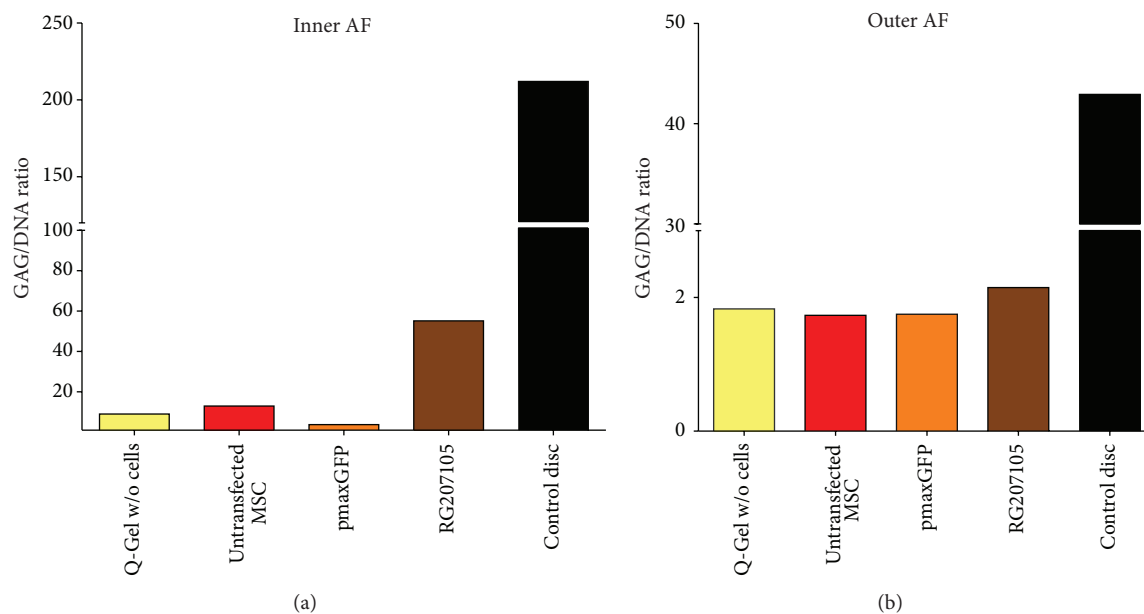 Inner AF
GAG/DNA ratio
250
200
150
100
80
60
40
20
Q-Gel w/o cells
Untransfected
MSC
pmaxGFP
RG207105
Control disc
(a)
Outer AF
GAG/DNA ratio
50
40
30
2
0
Q-Gel w/o cells
Untransfected
MSC
pmaxGFP
RG207105
Control disc
(b)